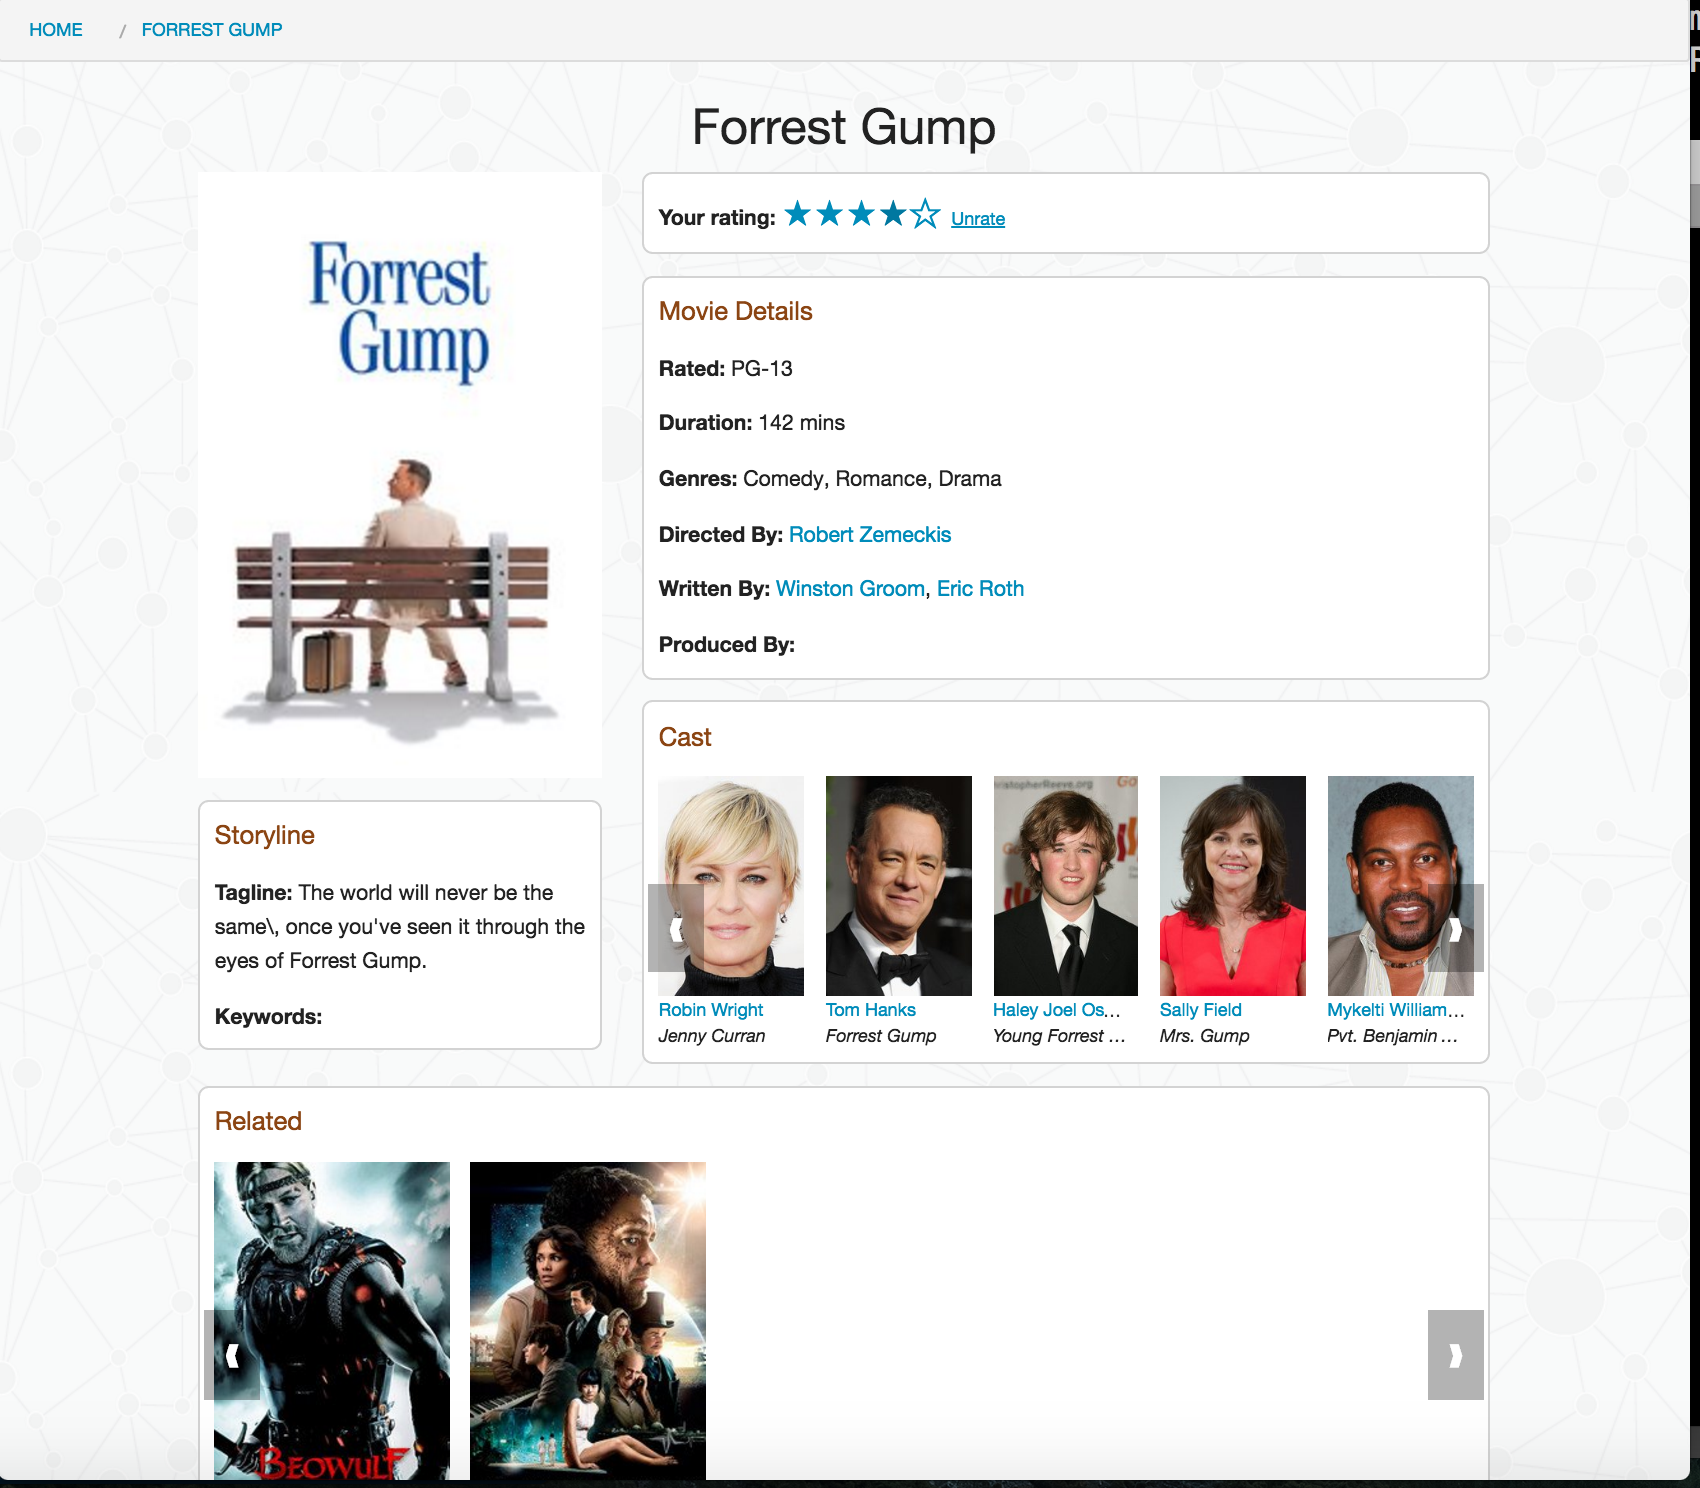 HOME / FORREST GUMP
Forrest Gump
Forrest
Gump
Your rating: Unrate
Movie Details
Rated: PG-13
Duration: 142 mins
Genres: Comedy, Romance, Drama
Directed By: Robert Zemeckis
Written By: Winston Groom, Eric Roth
Produced By:
Storyline
Tagline: The world will never be the
same\, once you've seen it through the
eyes of Forrest Gump.
Keywords:
Cast
Robin Wright
Jenny Curran
Tom Hanks
Forrest Gump
Haley Joel Os...
Young Forrest ...
Sally Field
Mrs. Gump
Mykelti William...
Pvt. Benjamin ...
Related
BEOWULF